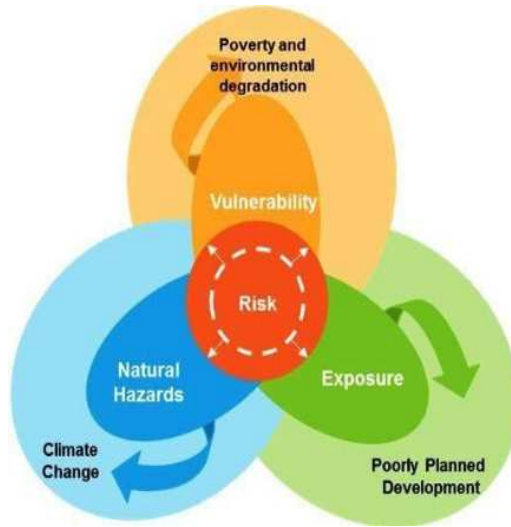 Poverty and
environmental
degradation
Vulnerability
Risk
Natural
Hazards
Exposure
Climate
Change
Poorly Planned
Development